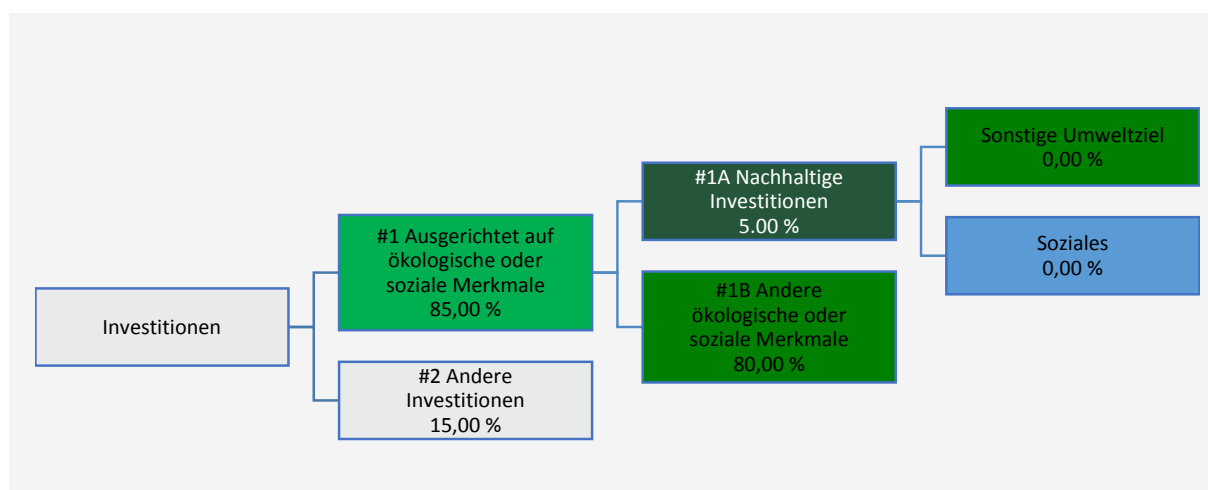 Investitionen
#1 Ausgerichtet auf
ökologische oder
soziale Merkmale
85,00 %
#2 Andere
Investitionen
15,00 %
#1A Nachhaltige
Investitionen
5.00 %
#1B Andere
ökologische oder
soziale Merkmale
80,00 %
Sonstige Umweltziel
0,00 %
Soziales
0,00 %